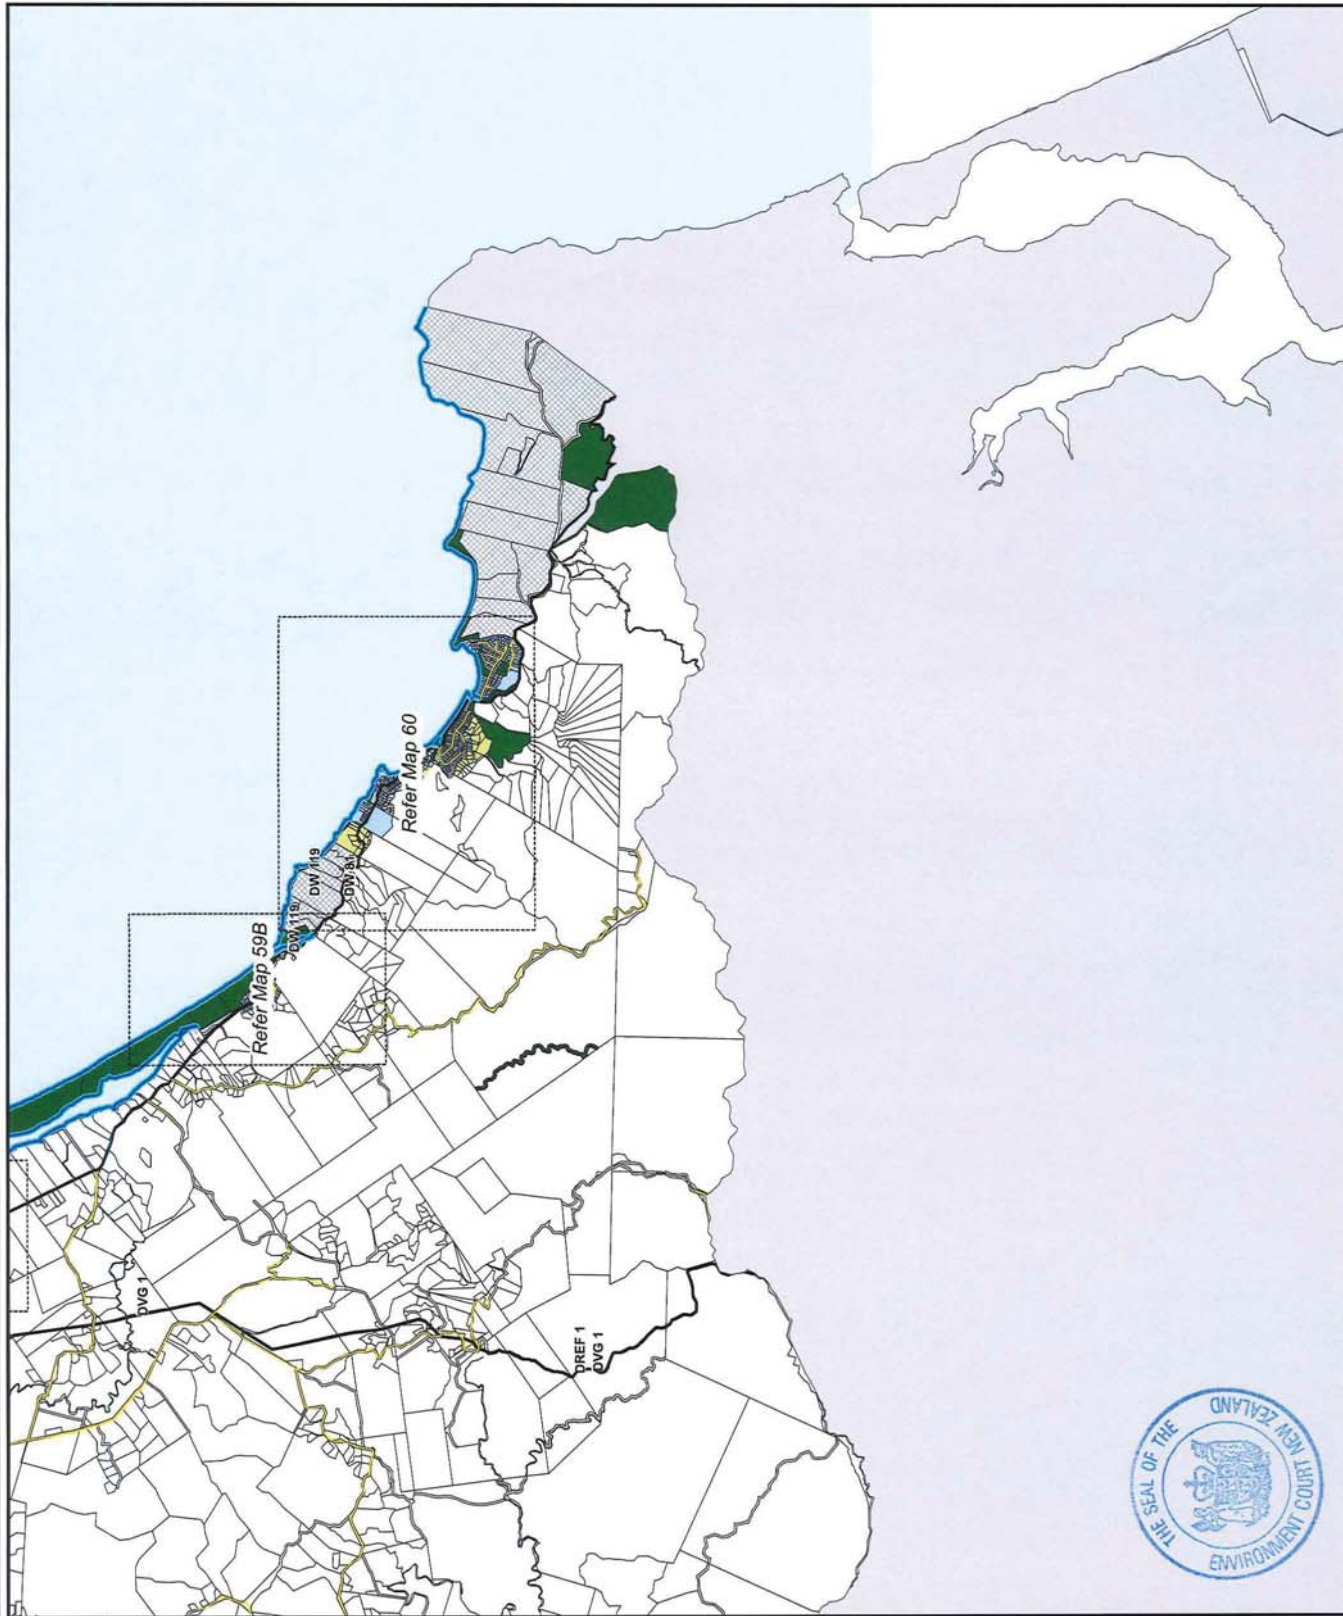 Refer Map 60
DW 119
DW 81
DW 119
Refer Map 59B
DVG 1
DREF 1
DVG 1
THE SEAL OF THE
ENVIRONMENT COURT NEW ZEALAND